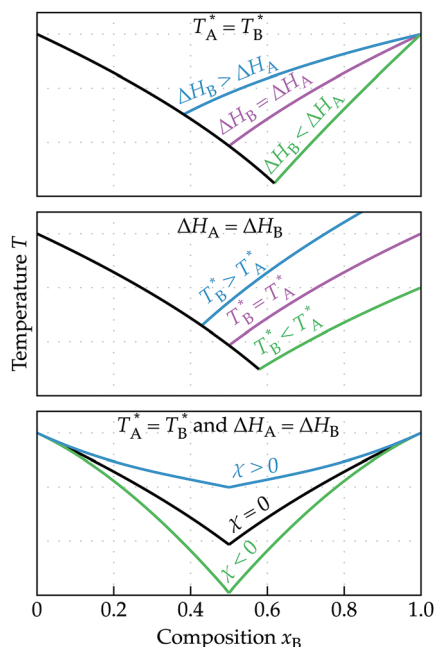 T*A = T*B
ΔHB > ΔHA
ΔHB = ΔHA
ΔHB < ΔHA
ΔHA = ΔHB
T*B > T*A
T*B = T*A
T*B < T*A
Temperature T
T*A = T*B and ΔHA = ΔHB
χ > 0
χ = 0
χ < 0
0 0.2 0.4 0.6 0.8 1.0
Composition xB